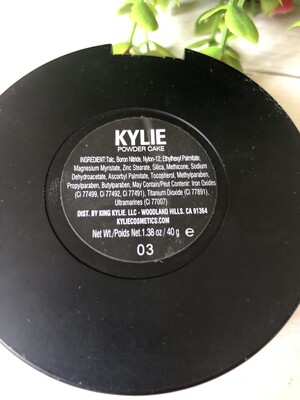 KYLIE
POWDER CAKE
INGREDIENT:Talc, Boron Nitride, Nylon-12, Ethylhexyl Palmitate,
Magnesium Myristate, Zinc Stearate, Silica, Methicone, Sodium
Dehydroacetate, Ascorbyl Palmitate, Tocopherol, Methylparaben,
Propylparaben, Butylparaben, May Contain/Peut Contenir: Iron Oxides
(Ci 77499, Ci 77492, Ci 77491), Titanium Dioxide (Ci 77891),
Ultramarines (Ci 77007)
DIST. BY KING KYLIE. LLC - WOODLAND HILLS. CA 91364
KYLIECOSMETICS.COM
Net Wt./Poids Net.1.38 oz/ 40 g ℮
03